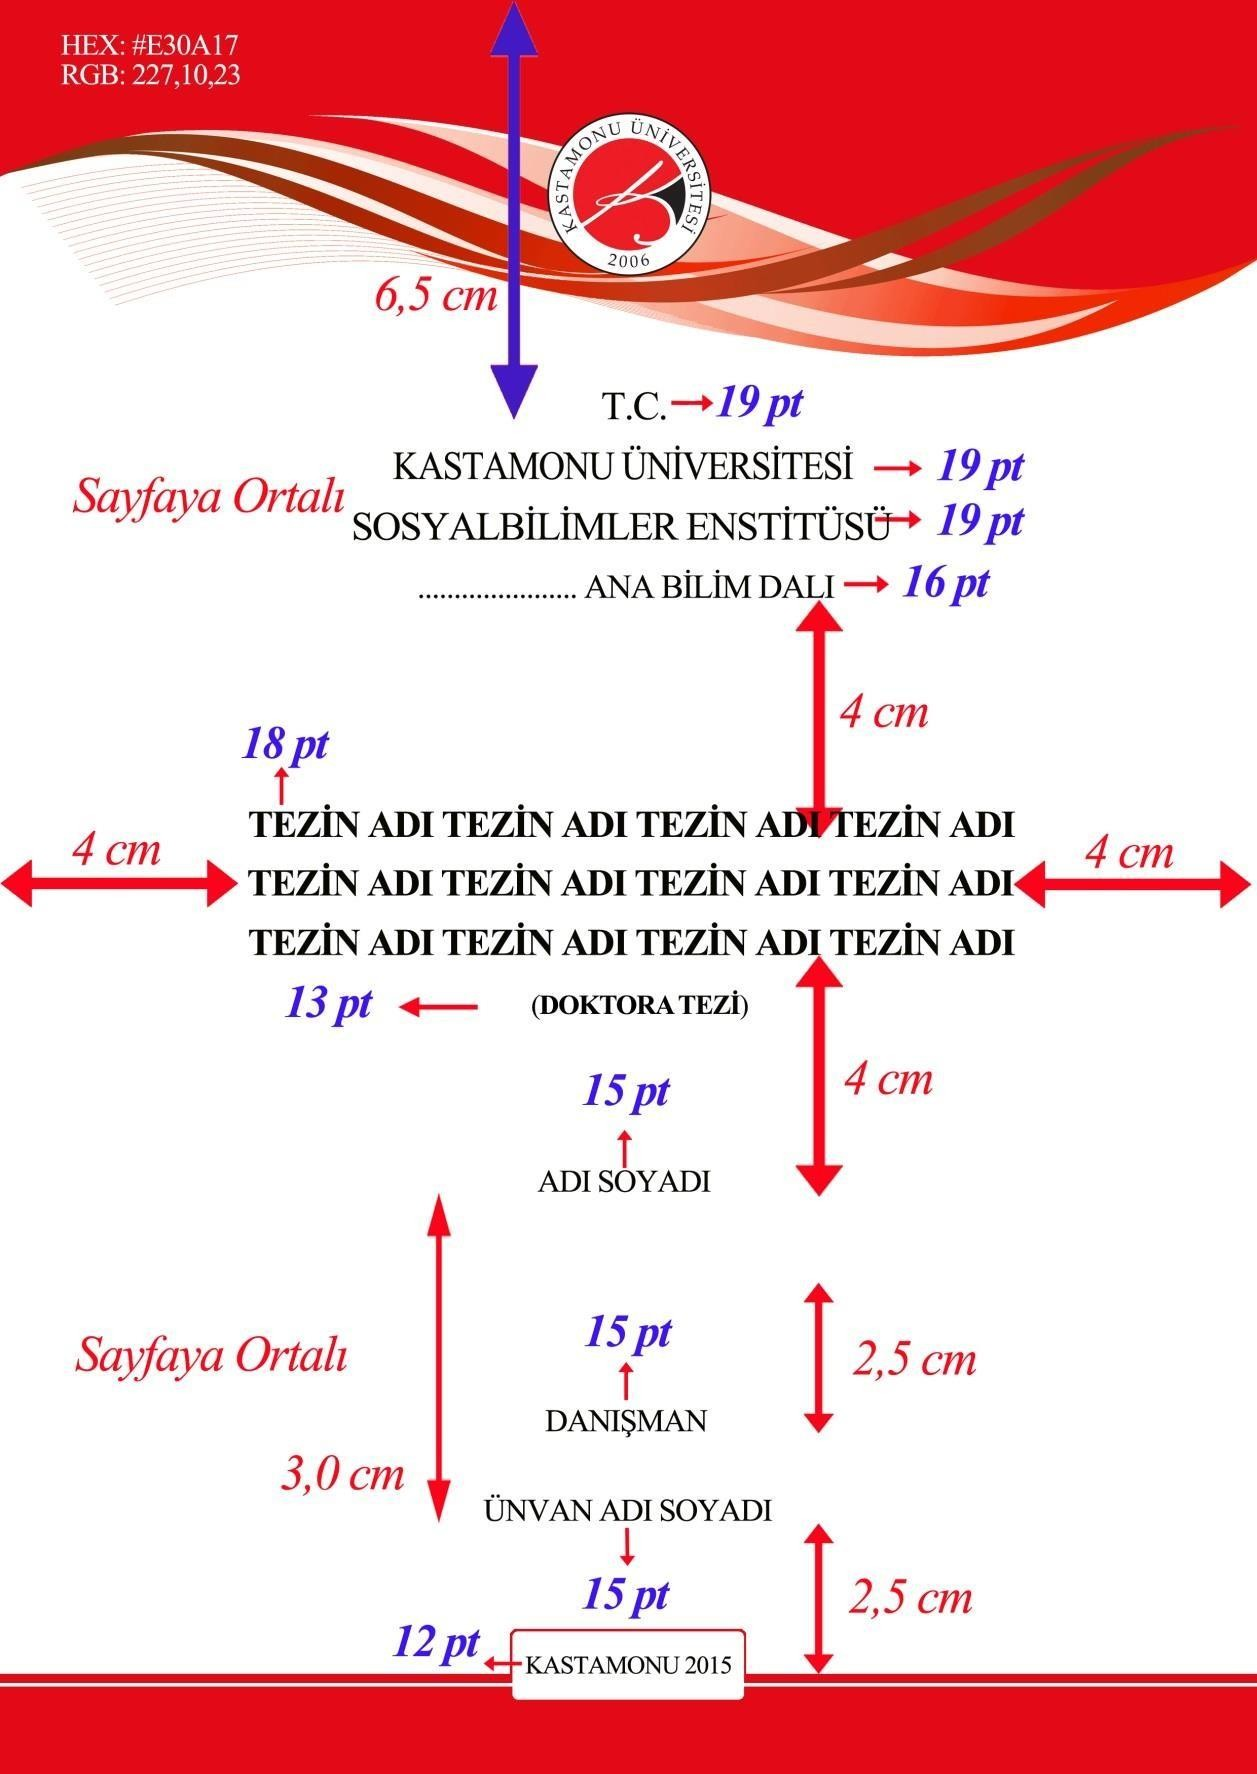 HEX: #E30A17
RGB: 227,10,23
KASTAMONU ÜNİVERSİTESİ
2006
6,5 cm
T.C. 19 pt
KASTAMONU ÜNİVERSİTESİ 19 pt
Sayfaya Ortalı
SOSYALBİLİMLER ENSTİTÜSÜ 19 pt
...................... ANA BİLİM DALI 16 pt
4 cm
18 pt
TEZİN ADI TEZİN ADI TEZİN ADI TEZİN ADI
4 cm 4 cm
TEZİN ADI TEZİN ADI TEZİN ADI TEZİN ADI
TEZİN ADI TEZİN ADI TEZİN ADI TEZİN ADI
13 pt (DOKTORA TEZİ)
4 cm
15 pt
ADI SOYADI
15 pt
Sayfaya Ortalı 2,5 cm
DANIŞMAN
3,0 cm
ÜNVAN ADI SOYADI
15 pt 2,5 cm
12 pt
KASTAMONU 2015